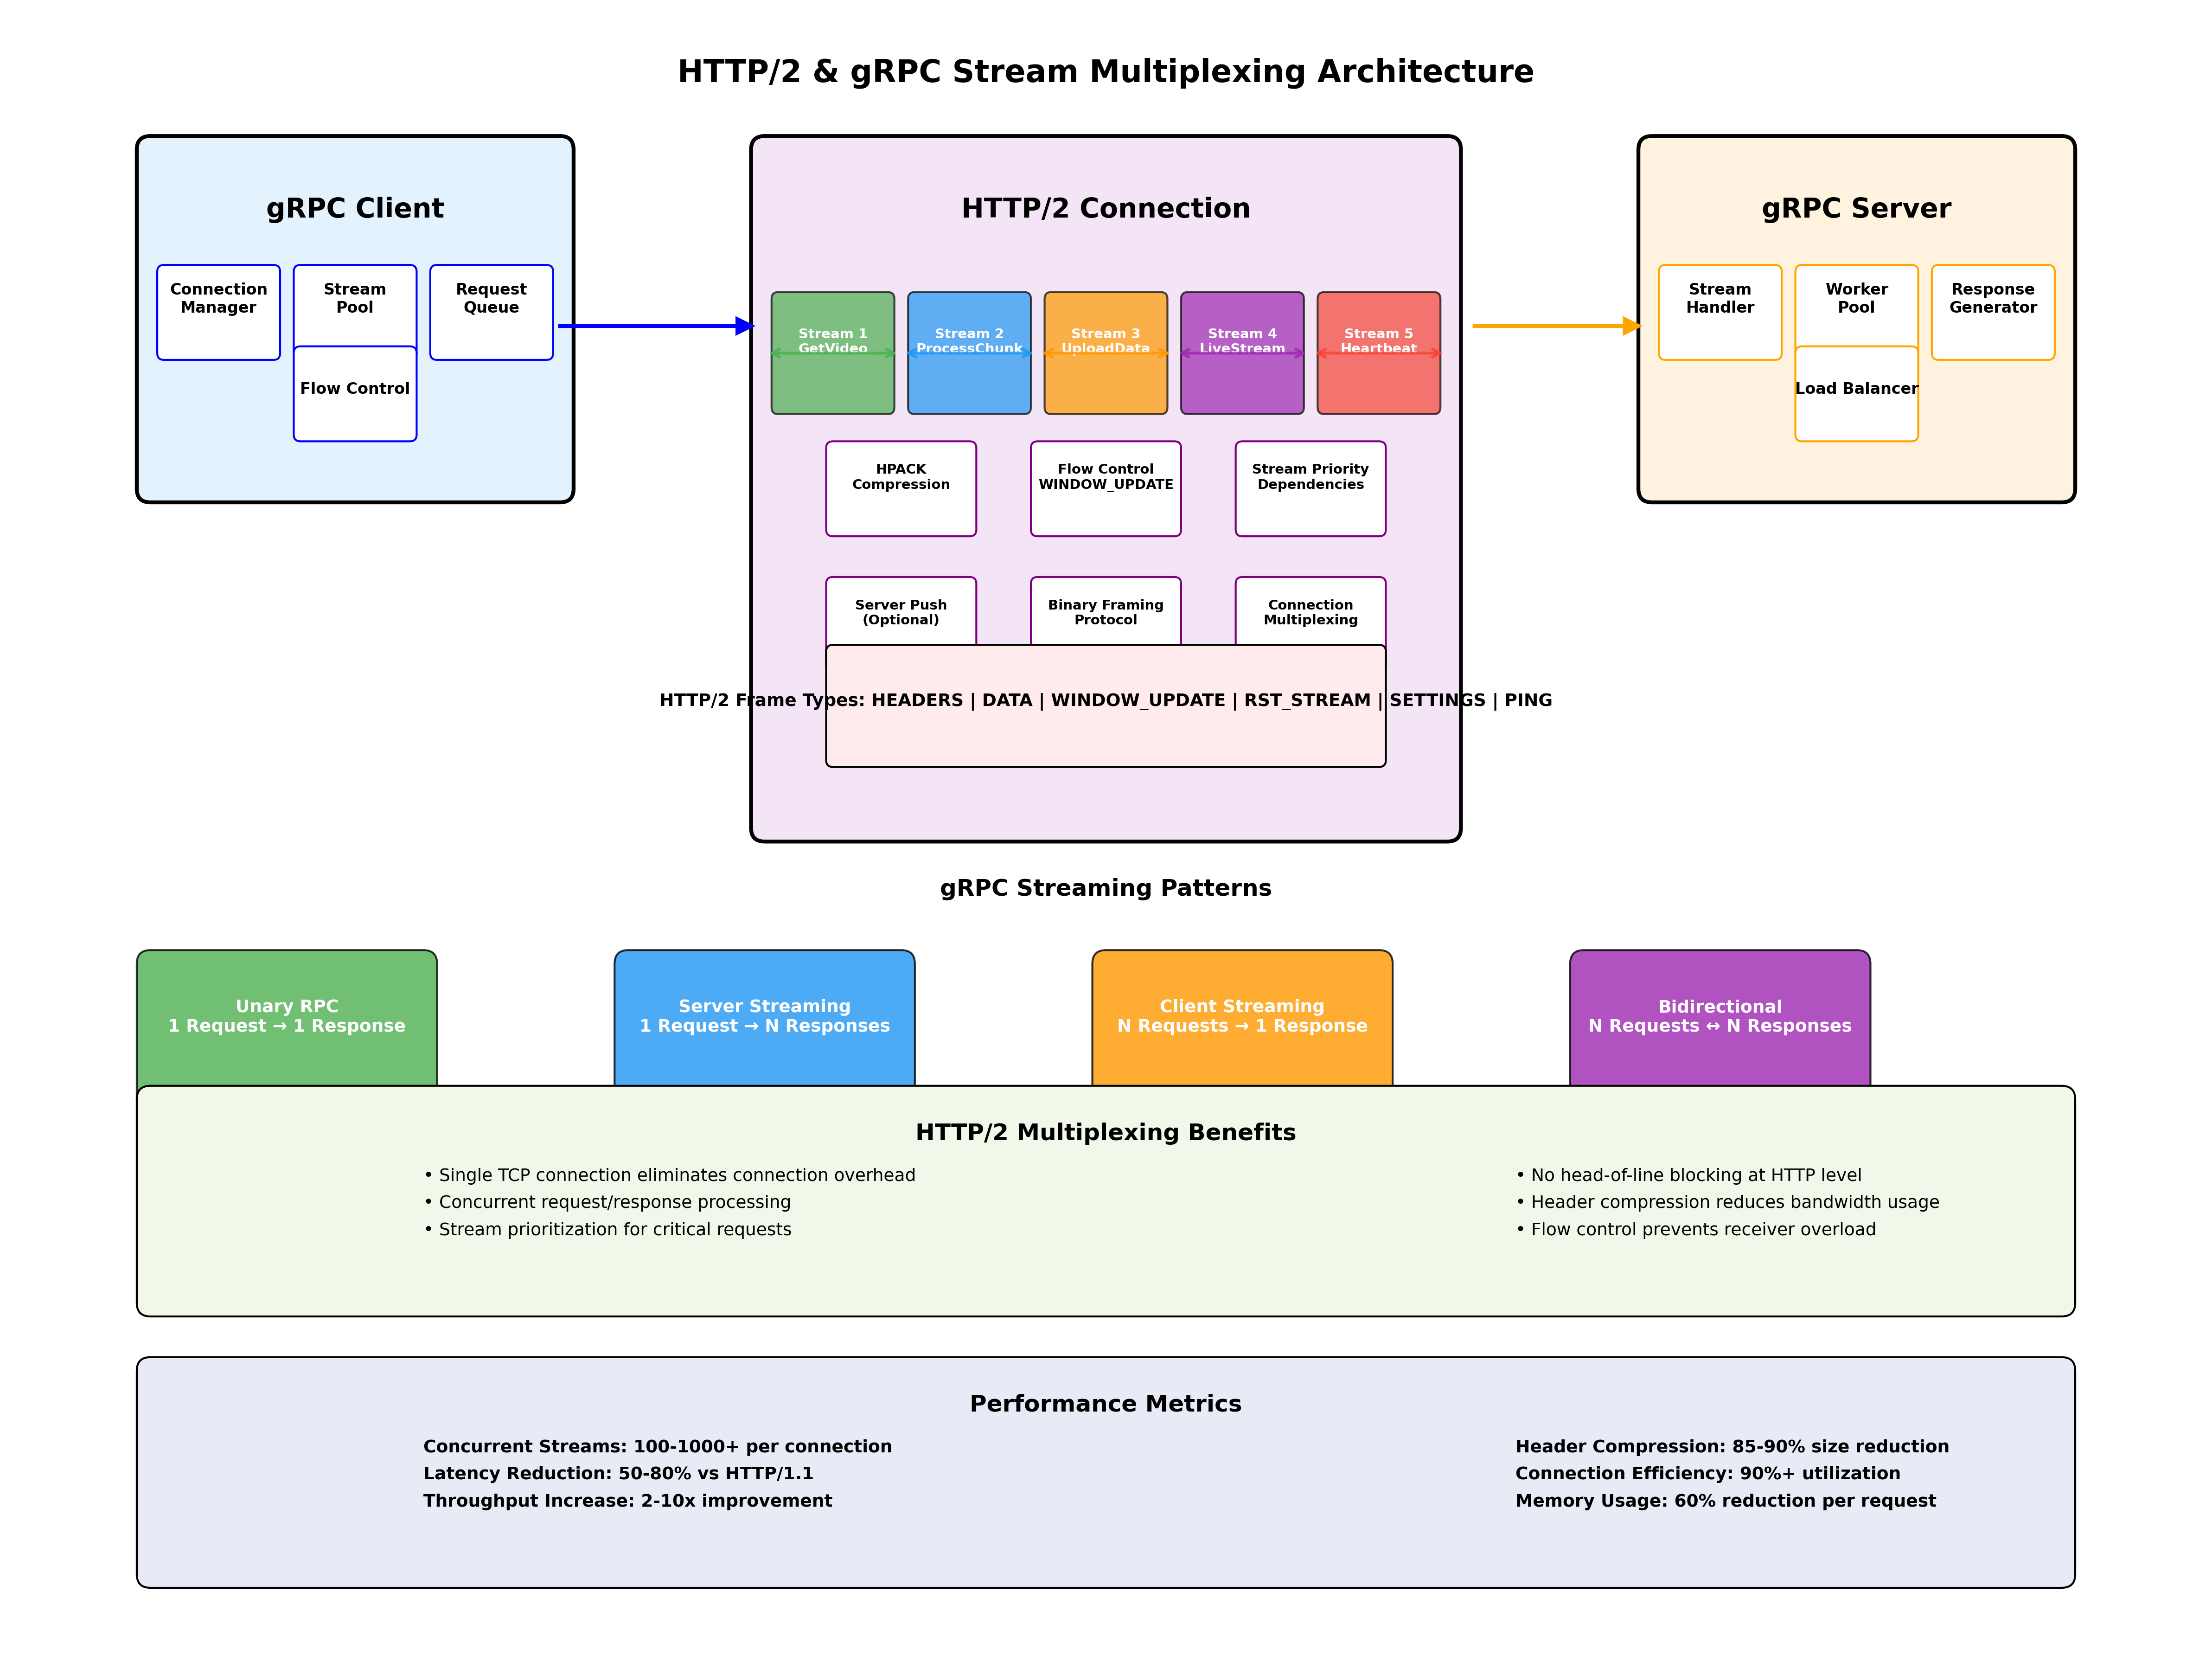 HTTP/2 & gRPC Stream Multiplexing Architecture
gRPC Client
Connection
Manager
Stream
Pool
Request
Queue
Flow Control
HTTP/2 Connection
Stream 1
GetVideo
Stream 2
ProcessChunk
Stream 3
UploadData
Stream 4
LiveStream
Stream 5
Heartbeat
HPACK
Compression
Flow Control
WINDOW_UPDATE
Stream Priority
Dependencies
Server Push
(Optional)
Binary Framing
Protocol
Connection
Multiplexing
HTTP/2 Frame Types: HEADERS | DATA | WINDOW_UPDATE | RST_STREAM | SETTINGS | PING
gRPC Server
Stream
Handler
Worker
Pool
Response
Generator
Load Balancer
gRPC Streaming Patterns
Unary RPC
1 Request → 1 Response
Server Streaming
1 Request → N Responses
Client Streaming
N Requests → 1 Response
Bidirectional
N Requests ↔ N Responses
HTTP/2 Multiplexing Benefits
• Single TCP connection eliminates connection overhead
• Concurrent request/response processing
• Stream prioritization for critical requests
• No head-of-line blocking at HTTP level
• Header compression reduces bandwidth usage
• Flow control prevents receiver overload
Performance Metrics
Concurrent Streams: 100-1000+ per connection
Latency Reduction: 50-80% vs HTTP/1.1
Throughput Increase: 2-10x improvement
Header Compression: 85-90% size reduction
Connection Efficiency: 90%+ utilization
Memory Usage: 60% reduction per request